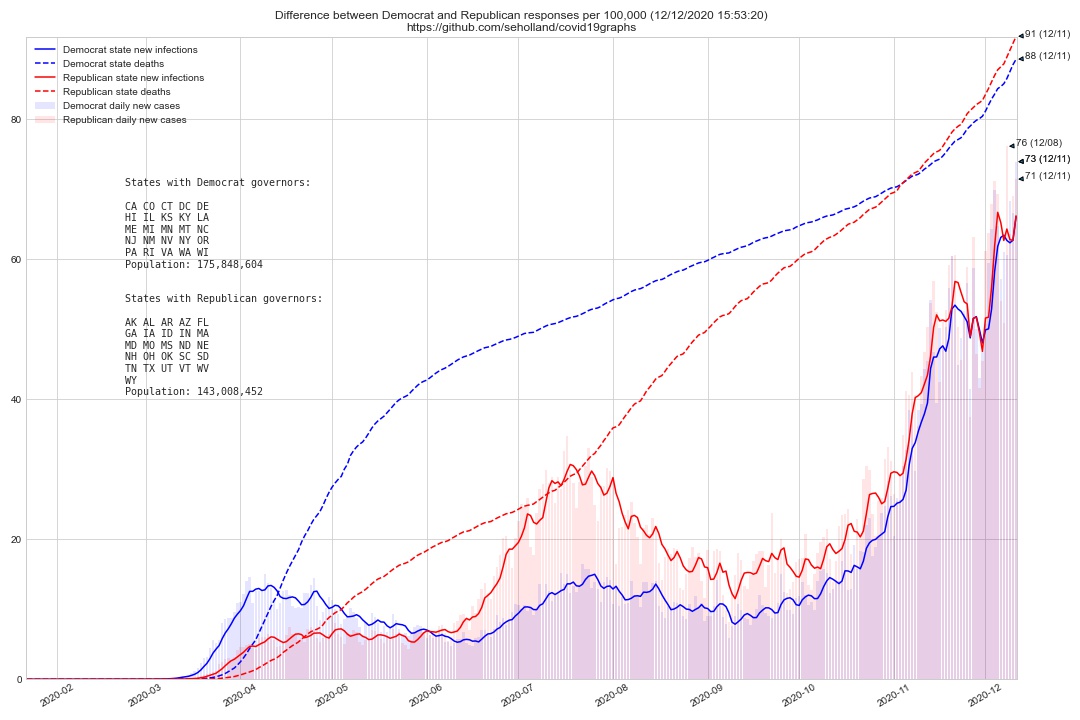 Difference between Democrat and Republican responses per 100,000 (12/12/2020 15:53:20)
https://github.com/seholland/covid19graphs
Democrat state new infections
Democrat state deaths
Republican state new infections
Republican state deaths
Democrat daily new cases
Republican daily new cases
91 (12/11)
88 (12/11)
76 (12/08)
73 (12/11)
71 (12/11)
States with Democrat governors:
CA CO CT DC DE
HI IL KS KY LA
ME MI MN MT NC
NJ NM NV NY OR
PA RI VA WA WI
Population: 175,848,604
States with Republican governors:
AK AL AR AZ FL
GA IA ID IN MA
MD MO MS ND NE
NH OH OK SC SD
TN TX UT VT WV
WY
Population: 143,008,452
80
60
40
20
0
2020-02
2020-03
2020-04
2020-05
2020-06
2020-07
2020-08
2020-09
2020-10
2020-11
2020-12